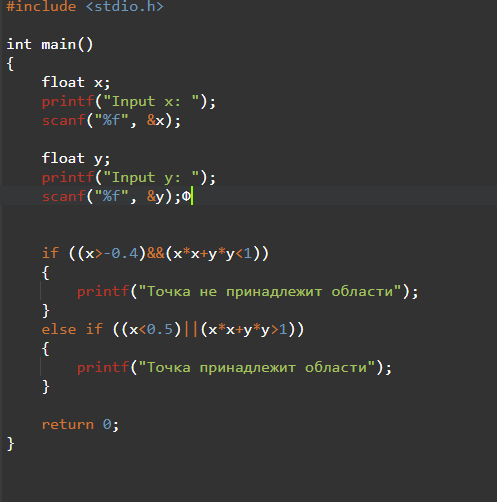 #include <stdio.h>
int main()
{
float x;
printf("Input x: ");
scanf("%f", &x);
float y;
printf("Input y: ");
scanf("%f", &y);Ф
if ((x>-0.4)&&(x*x+y*y<1))
{
printf("Точка не принадлежит области");
}
else if ((x<0.5)||(x*x+y*y>1))
{
printf("Точка принадлежит области");
}
return 0;
}